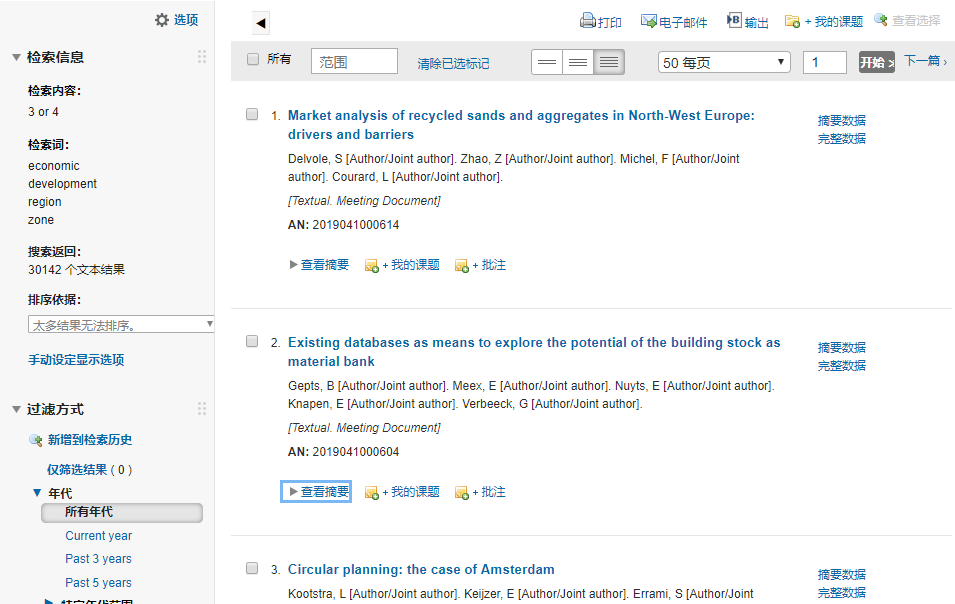 选项
检索信息
检索内容:
3 or 4
检索词:
economic
development
region
zone
搜索返回:
30142 个文本结果
排序依据:
太多结果无法排序。
手动设定显示选项
过滤方式
新增到检索历史
仅筛选结果 ( 0 )
年代
所有年代
Current year
Past 3 years
Past 5 years
特定年代范围
打印 电子邮件 输出 + 我的课题 查看选择
所有 范围 清除已选标记 50 每页 1 开始 » 下一篇 ›
1. Market analysis of recycled sands and aggregates in North-West Europe:
drivers and barriers
Delvole, S [Author/Joint author]. Zhao, Z [Author/Joint author]. Michel, F [Author/Joint
author]. Courard, L [Author/Joint author].
[Textual. Meeting Document]
AN: 2019041000614
查看摘要 + 我的课题 + 批注
摘要数据
完整数据
2. Existing databases as means to explore the potential of the building stock as
material bank
Gepts, B [Author/Joint author]. Meex, E [Author/Joint author]. Nuyts, E [Author/Joint author].
Knapen, E [Author/Joint author]. Verbeeck, G [Author/Joint author].
[Textual. Meeting Document]
AN: 2019041000604
查看摘要 + 我的课题 + 批注
摘要数据
完整数据
3. Circular planning: the case of Amsterdam
Kootstra, L [Author/Joint author]. Keijzer, E [Author/Joint author]. Errami, S [Author/Joint
摘要数据
完整数据